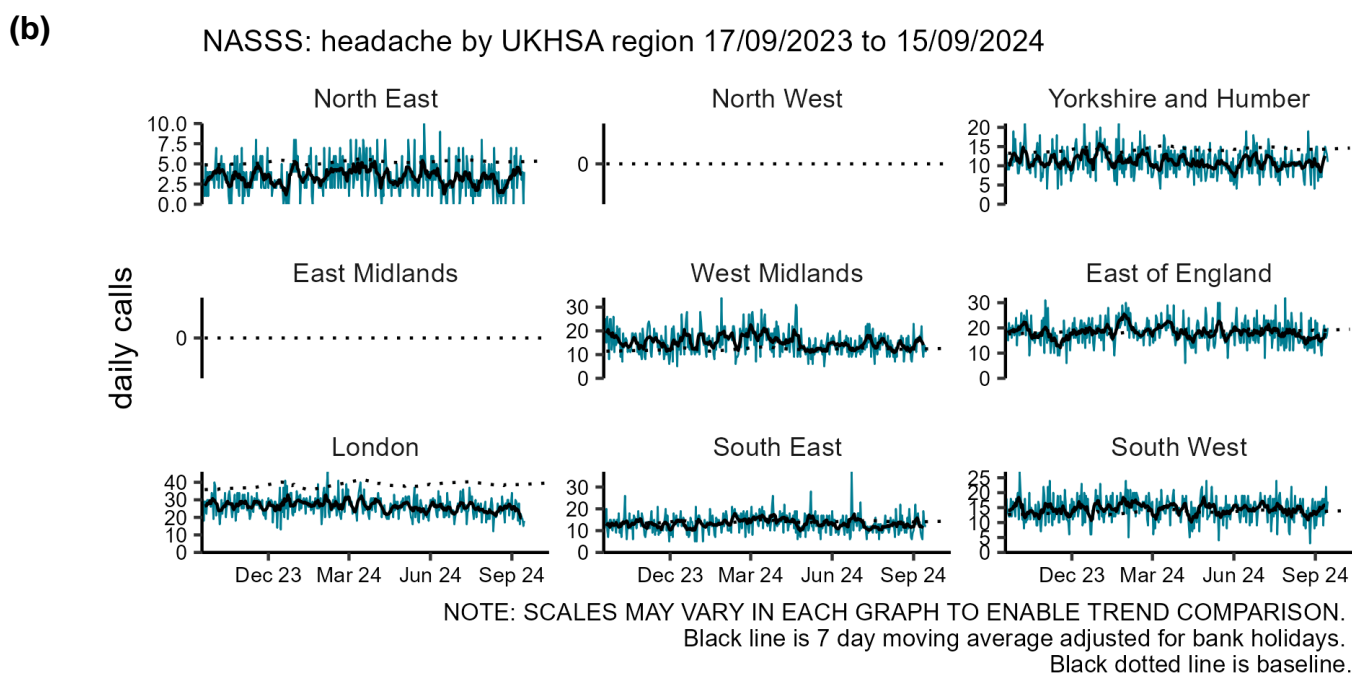 (b)
NASSS: headache by UKHSA region 17/09/2023 to 15/09/2024
daily calls
North East
10.0
7.5
5.0
2.5
0.0
North West
0
Yorkshire and Humber
20
15
10
5
0
East Midlands
0
West Midlands
30
20
10
0
East of England
30
20
10
0
London
40
30
20
10
0
Dec 23 Mar 24 Jun 24 Sep 24
South East
30
20
10
0
Dec 23 Mar 24 Jun 24 Sep 24
South West
25
20
15
10
5
0
Dec 23 Mar 24 Jun 24 Sep 24
NOTE: SCALES MAY VARY IN EACH GRAPH TO ENABLE TREND COMPARISON.
Black line is 7 day moving average adjusted for bank holidays.
Black dotted line is baseline.